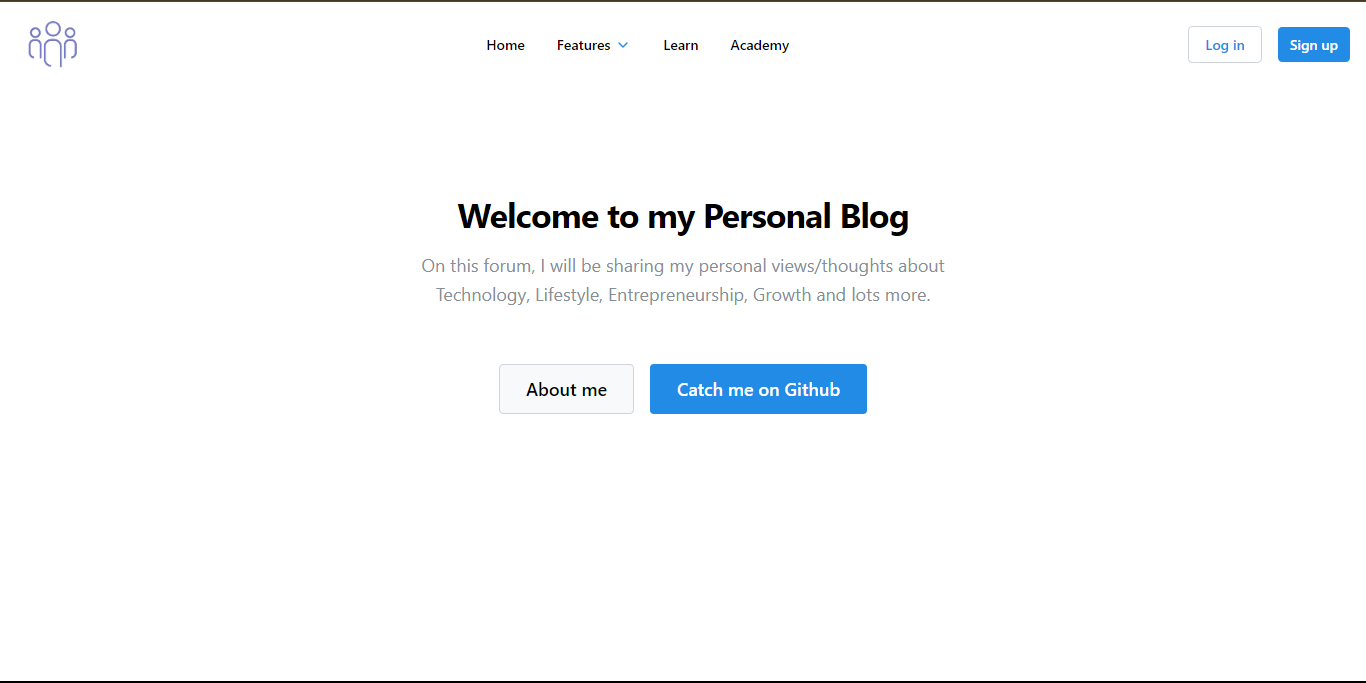 Home Features Learn Academy Log in Sign up
Welcome to my Personal Blog
On this forum, I will be sharing my personal views/thoughts about
Technology, Lifestyle, Entrepreneurship, Growth and lots more.
About me Catch me on Github